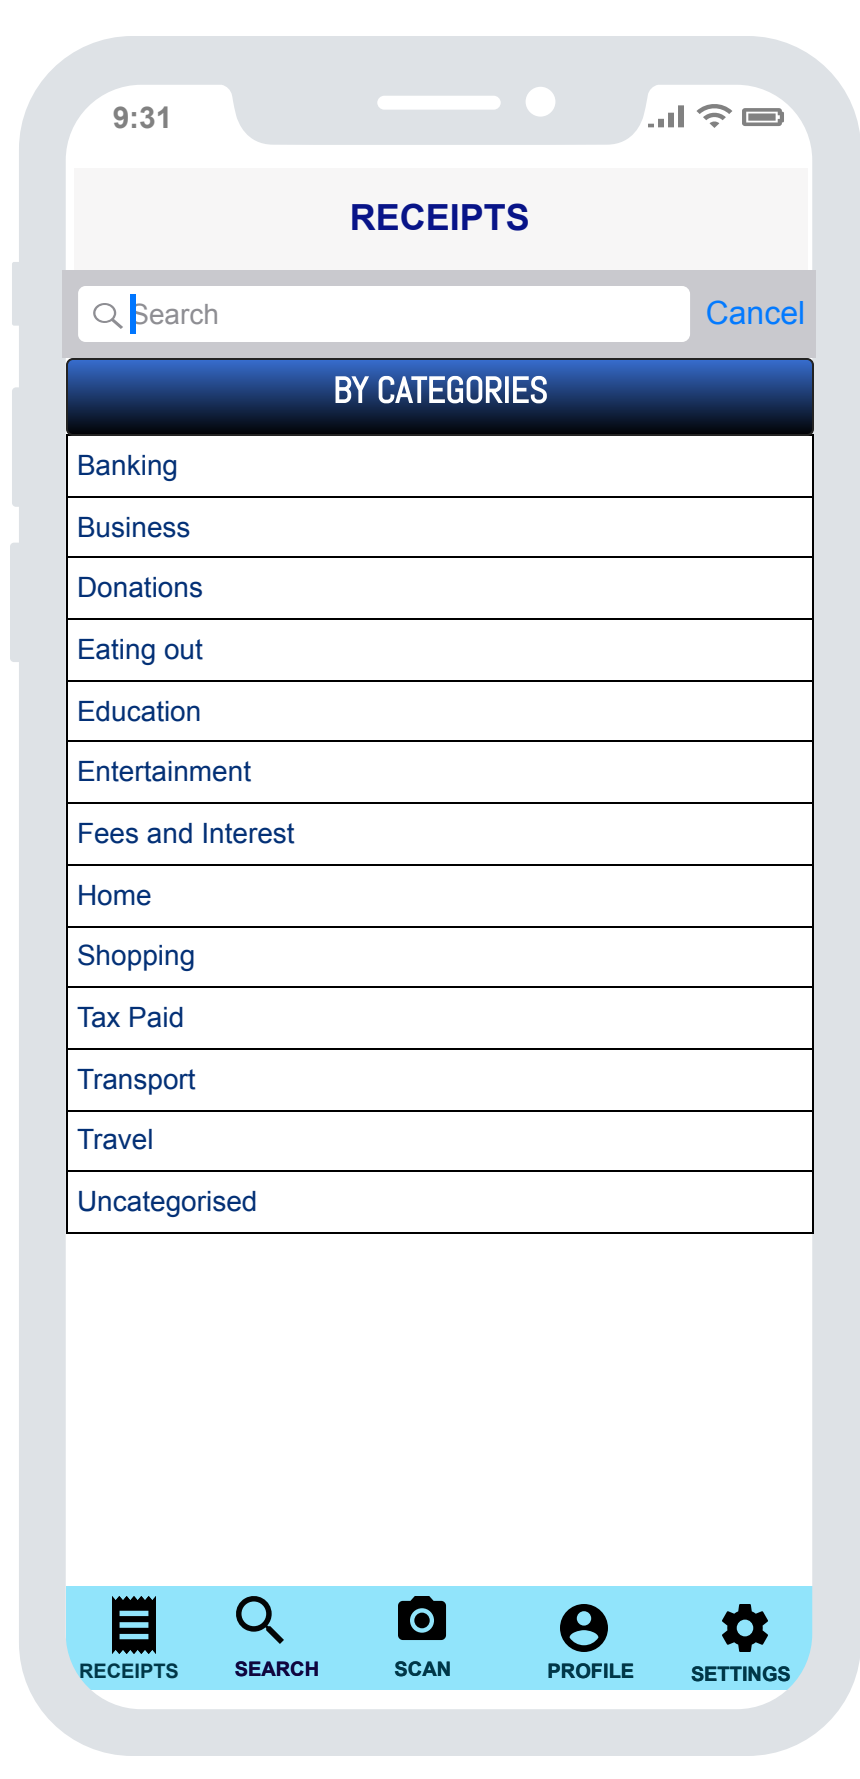 9:31
RECEIPTS
Search
Cancel
BY CATEGORIES
Banking
Business
Donations
Eating out
Education
Entertainment
Fees and Interest
Home
Shopping
Tax Paid
Transport
Travel
Uncategorised
RECEIPTS
SEARCH
SCAN
PROFILE
SETTINGS